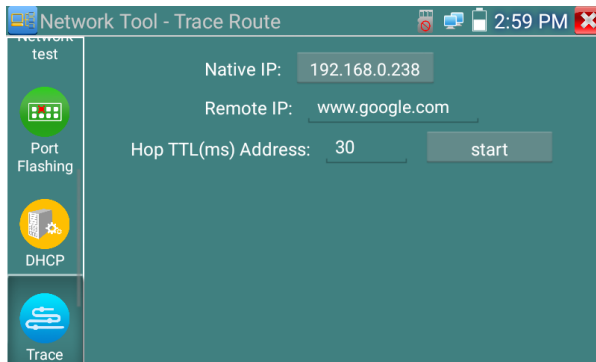 Network Tool - Trace Route
2:59 PM
Network
test
Port
Flashing
DHCP
Trace
Native IP: 192.168.0.238
Remote IP: www.google.com
Hop TTL(ms) Address: 30 start